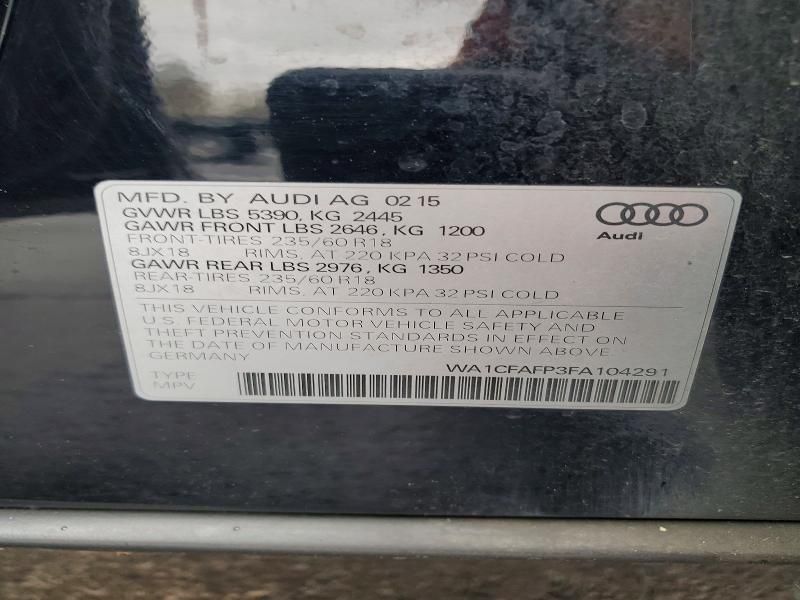 MFD. BY AUDI AG 02 15
GVWR LBS 5390, KG 2445
GAWR FRONT LBS 2646, KG 1200
FRONT-TIRES 235/60 R18
8JX18 RIMS, AT 220 KPA 32 PSI COLD
GAWR REAR LBS 2976, KG 1350
REAR-TIRES 235/60 R18
8JX18 RIMS, AT 220 KPA 32 PSI COLD
Audi
THIS VEHICLE CONFORMS TO ALL APPLICABLE
U.S. FEDERAL MOTOR VEHICLE SAFETY AND
THEFT PREVENTION STANDARDS IN EFFECT ON
THE DATE OF MANUFACTURE SHOWN ABOVE.
GERMANY
WA1CFAFP3FA104291
TYPE
MPV